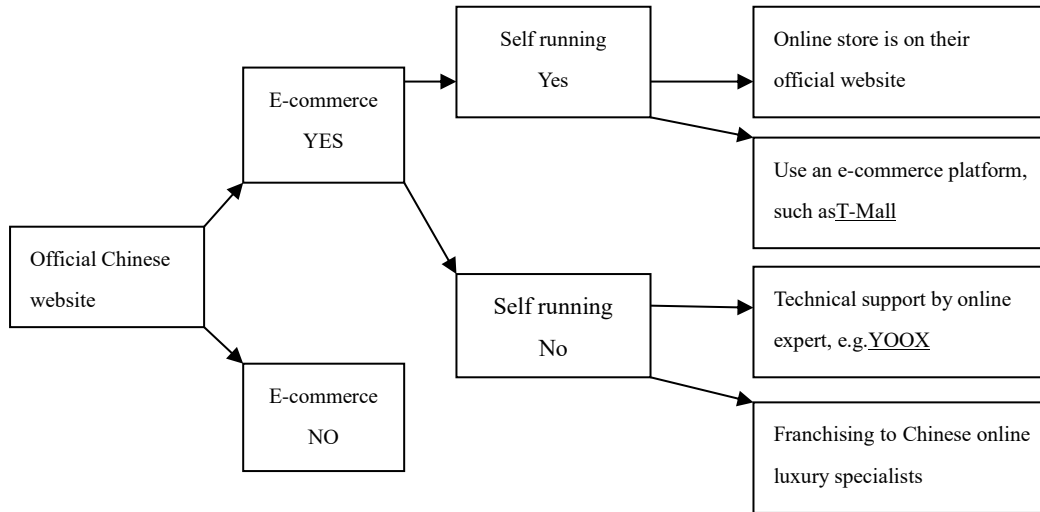 Official Chinese
website
E-commerce
YES
E-commerce
NO
Self running
Yes
Self running
No
Online store is on their
official website
Use an e-commerce platform,
such asT-Mall
Technical support by online
expert, e.g.YOOX
Franchising to Chinese online
luxury specialists